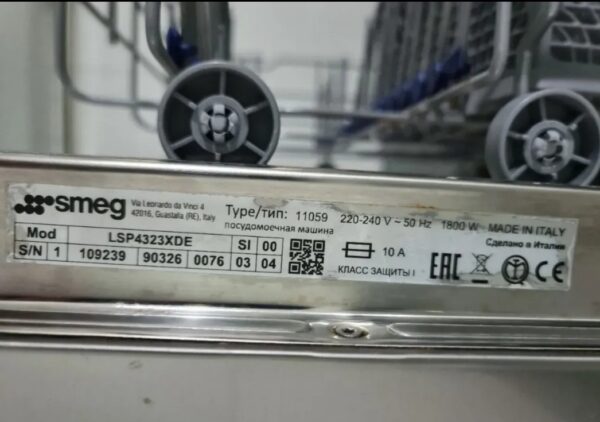 smeg
Via Leonardo da Vinci 4
42016, Guastalla (RE), Italy
Type/тип: 11059 220-240 V ~ 50 Hz 1800 W MADE IN ITALY
посудомоечная машина
Сделано в Италии
Mod LSP4323XDE SI 00
S/N 1 109239 90326 0076 03 04
10 A
КЛАСС ЗАЩИТЫ I
EAC CE